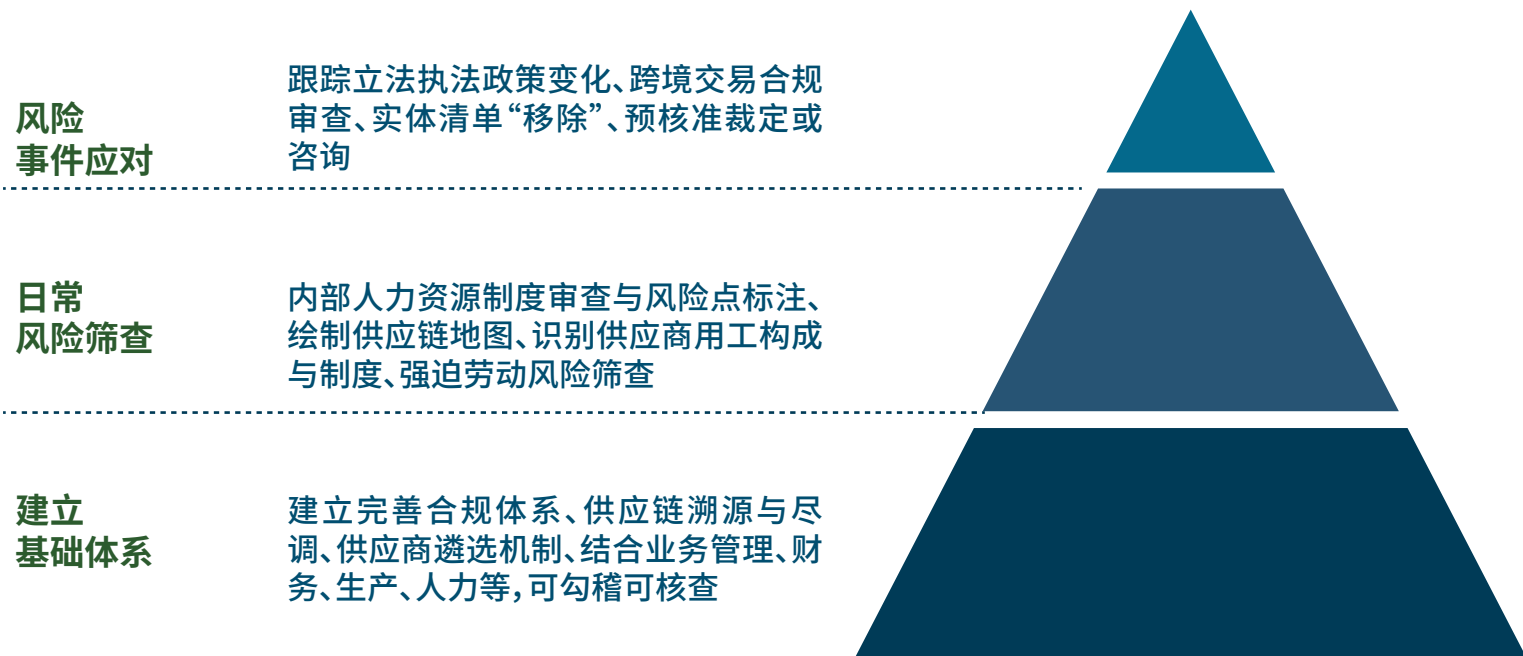 风险
事件应对
跟踪立法执法政策变化、跨境交易合规
审查、实体清单“移除”、预核准裁定或
咨询
日常
风险筛查
内部人力资源制度审查与风险点标注、
绘制供应链地图、识别供应商用工构成
与制度、强迫劳动风险筛查
建立
基础体系
建立完善合规体系、供应链溯源与尽
调、供应商遴选机制、结合业务管理、财
务、生产、人力等，可勾稽可核查